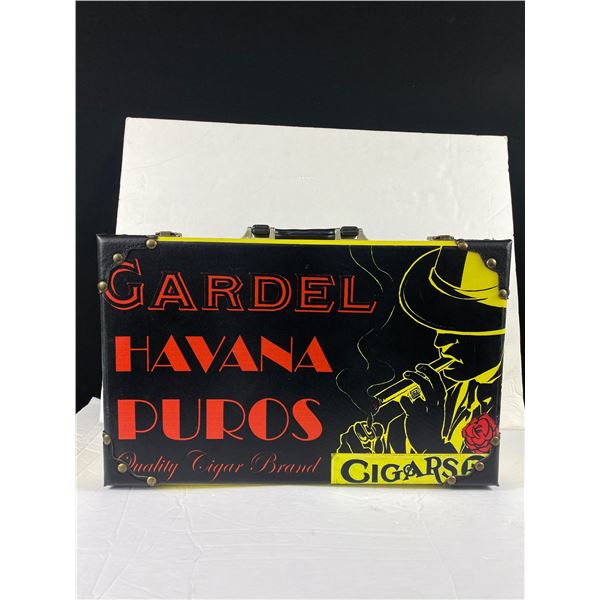 GARDEL
HAVANA
PUROS
Quality Cigar Brand
CIGARS